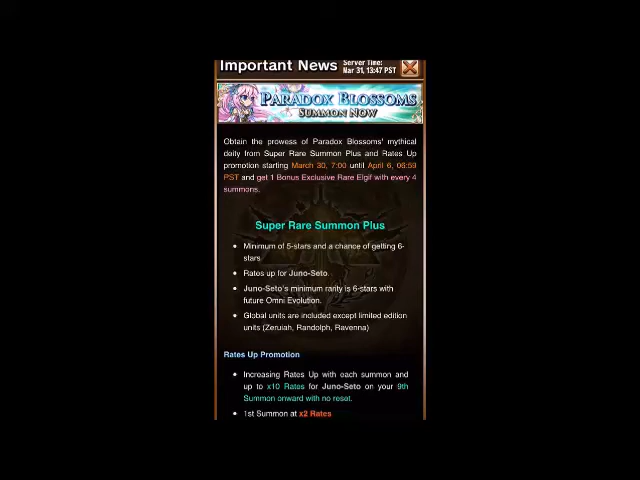 Important News
Server Time:
Mar 31, 13:47 PST
PARADOX BLOSSOMS
SUMMON NOW
Obtain the prowess of Paradox Blossoms' mythical
deity from Super Rare Summon Plus and Rates Up
promotion starting March 30, 7:00 until April 6, 06:59
PST and get 1 Bonus Exclusive Rare Elgif with every 4
summons.
Super Rare Summon Plus
• Minimum of 5-stars and a chance of getting 6-
stars.
• Rates up for Juno-Seto.
• Juno-Seto's minimum rarity is 6-stars with
future Omni Evolution.
• Global units are included except limited edition
units (Zeruiah, Randolph, Ravenna)
Rates Up Promotion
• Increasing Rates Up with each summon and
up to x10 Rates for Juno-Seto on your 9th
Summon onward with no reset.
• 1st Summon at x2 Rates